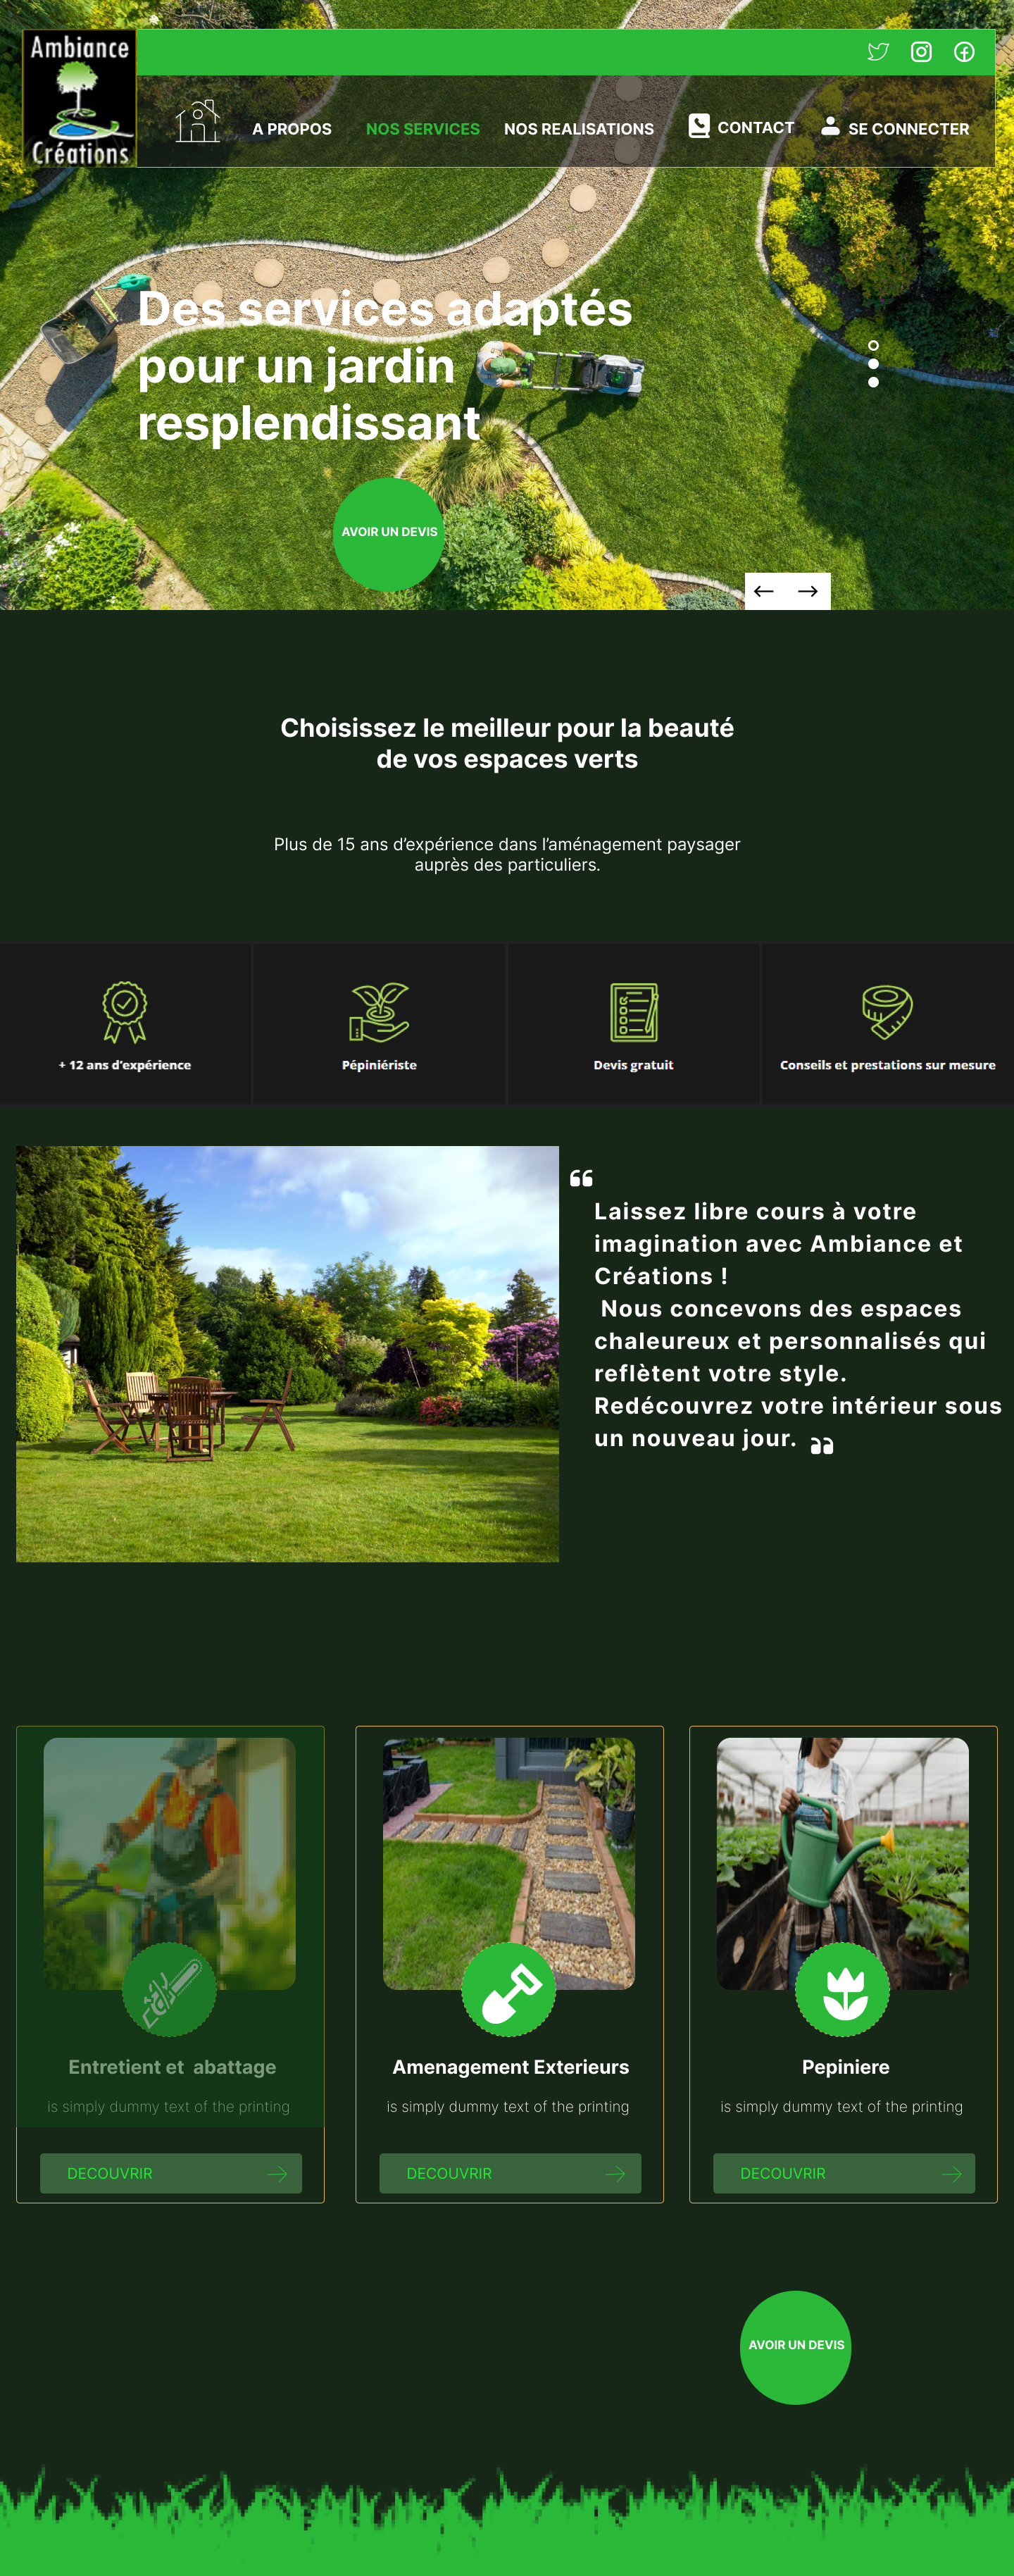 Ambiance
Créations
A PROPOS
NOS SERVICES
NOS REALISATIONS
CONTACT
SE CONNECTER
Des services adaptés
pour un jardin
resplendissant
AVOIR UN DEVIS
Choisissez le meilleur pour la beauté
de vos espaces verts
Plus de 15 ans d’expérience dans l’aménagement paysager
auprès des particuliers.
+ 12 ans d'expérience
Pépiniériste
Devis gratuit
Conseils et prestations sur mesure
❝
Laissez libre cours à votre
imagination avec Ambiance et
Créations !
Nous concevons des espaces
chaleureux et personnalisés qui
reflètent votre style.
Redécouvrez votre intérieur sous
un nouveau jour. ❞
Entretient et  abattage
is simply dummy text of the printing
DECOUVRIR
Amenagement Exterieurs
is simply dummy text of the printing
DECOUVRIR
Pepiniere
is simply dummy text of the printing
DECOUVRIR
AVOIR UN DEVIS